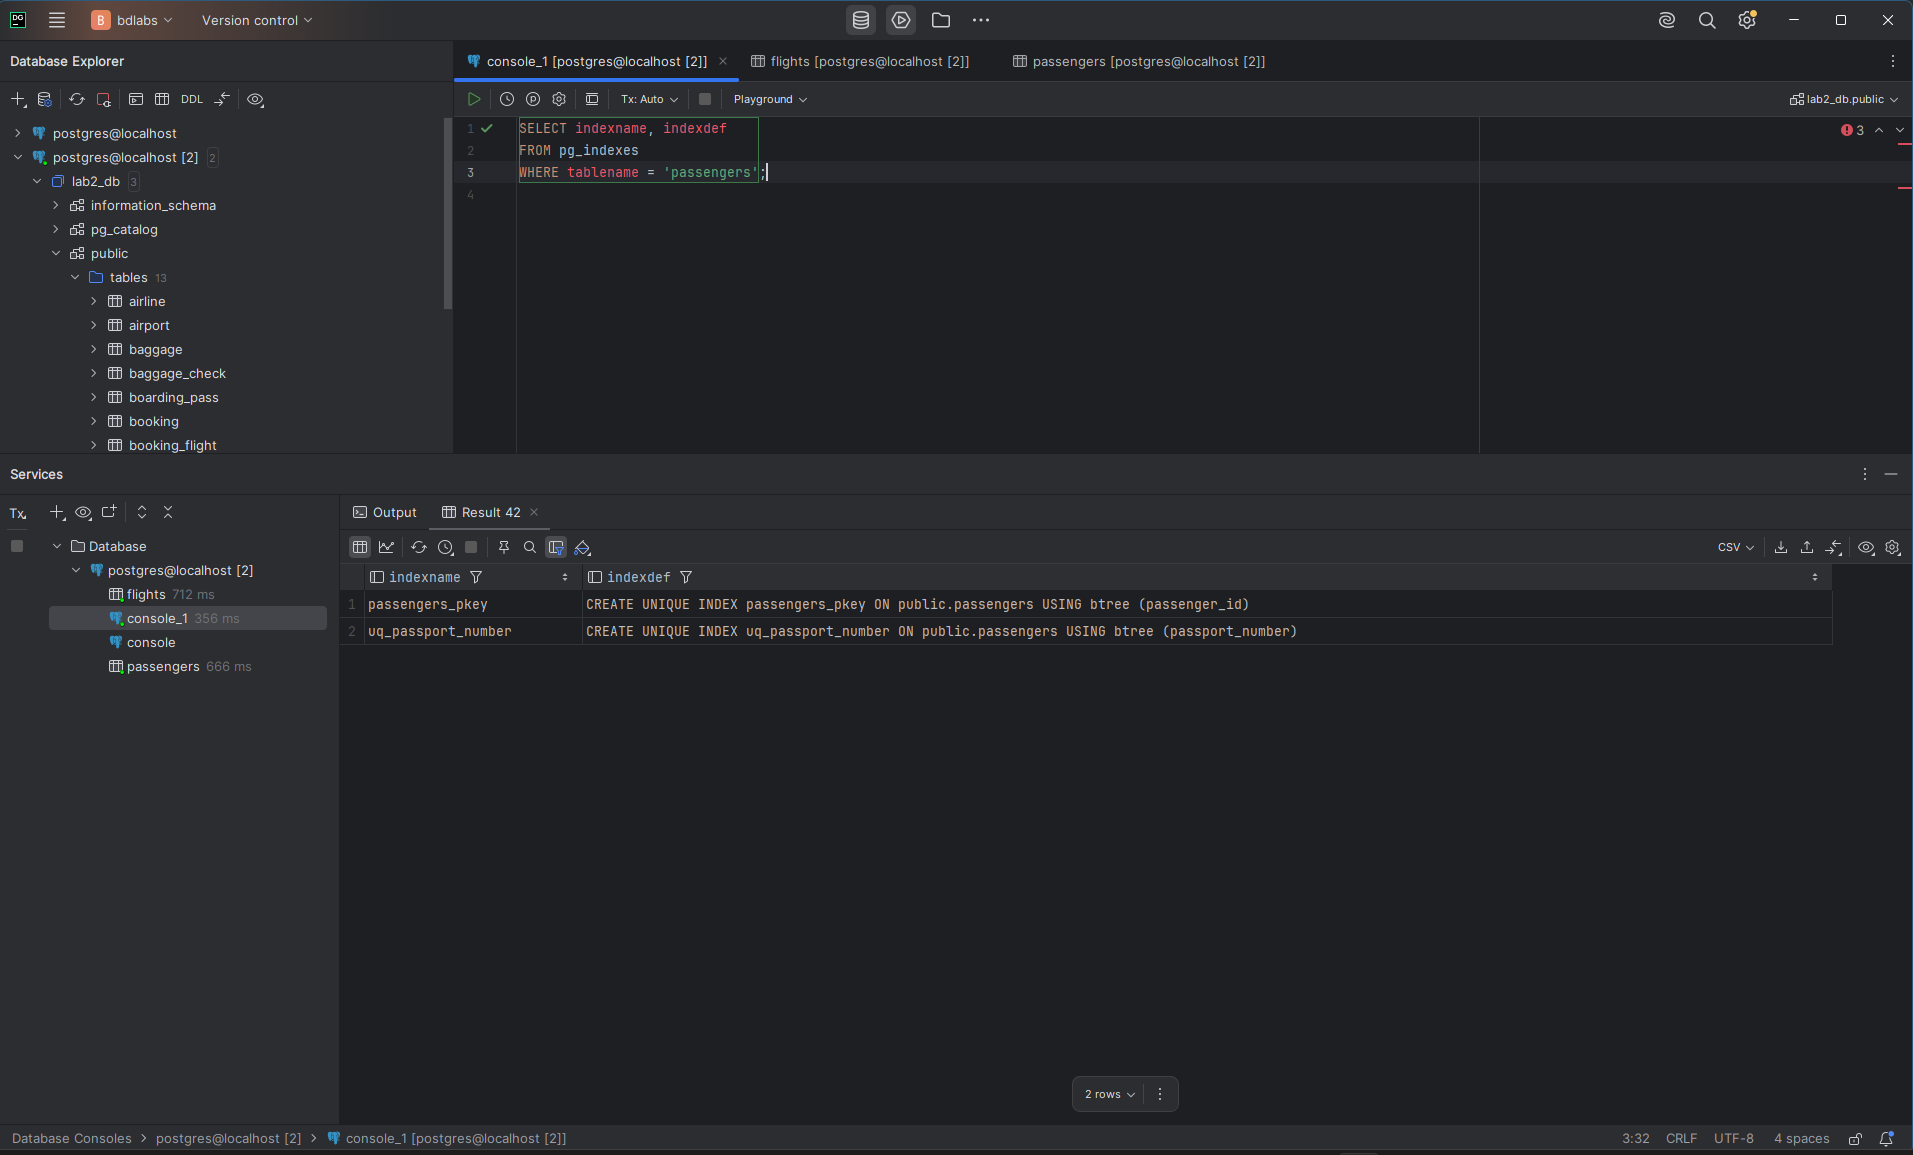 DG
B bdlabs Version control
Database Explorer
console_1 [postgres@localhost [2]]
flights [postgres@localhost [2]]
passengers [postgres@localhost [2]]
DDL
Tx: Auto
Playground
lab2_db.public
postgres@localhost
postgres@localhost [2] 2
lab2_db 3
information_schema
pg_catalog
public
tables 13
airline
airport
baggage
baggage_check
boarding_pass
booking
booking_flight
1 SELECT indexname, indexdef
2 FROM pg_indexes
3 WHERE tablename = 'passengers';
4
3
Services
Tx
Database
postgres@localhost [2]
flights 712 ms
console_1 356 ms
console
passengers 666 ms
Output
Result 42
CSV
indexname indexdef
1 passengers_pkey CREATE UNIQUE INDEX passengers_pkey ON public.passengers USING btree (passenger_id)
2 uq_passport_number CREATE UNIQUE INDEX uq_passport_number ON public.passengers USING btree (passport_number)
2 rows
Database Consoles > postgres@localhost [2] > console_1 [postgres@localhost [2]]
3:32 CRLF UTF-8 4 spaces